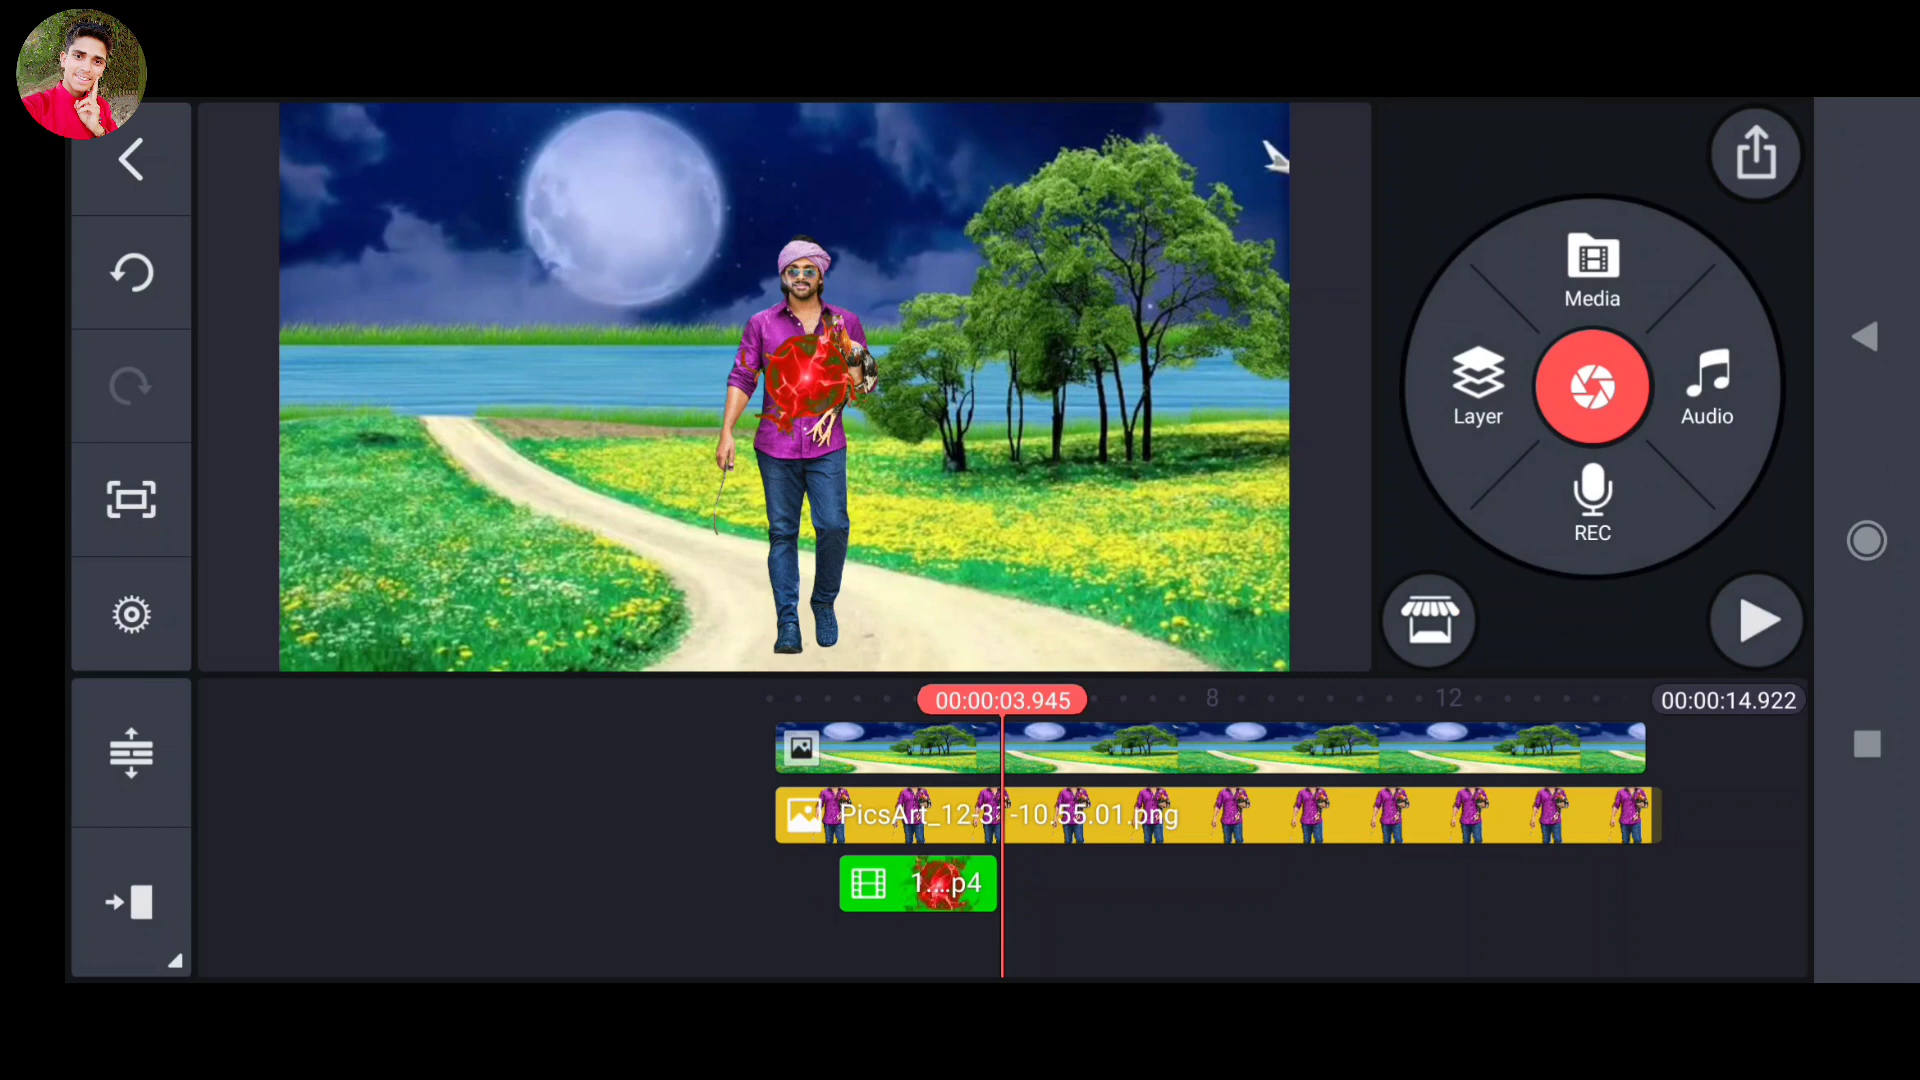 Media
Layer
Audio
REC
00:00:03.945
8
12
00:00:14.922
PicsArt_12-31-10.55.01.png
1....p4